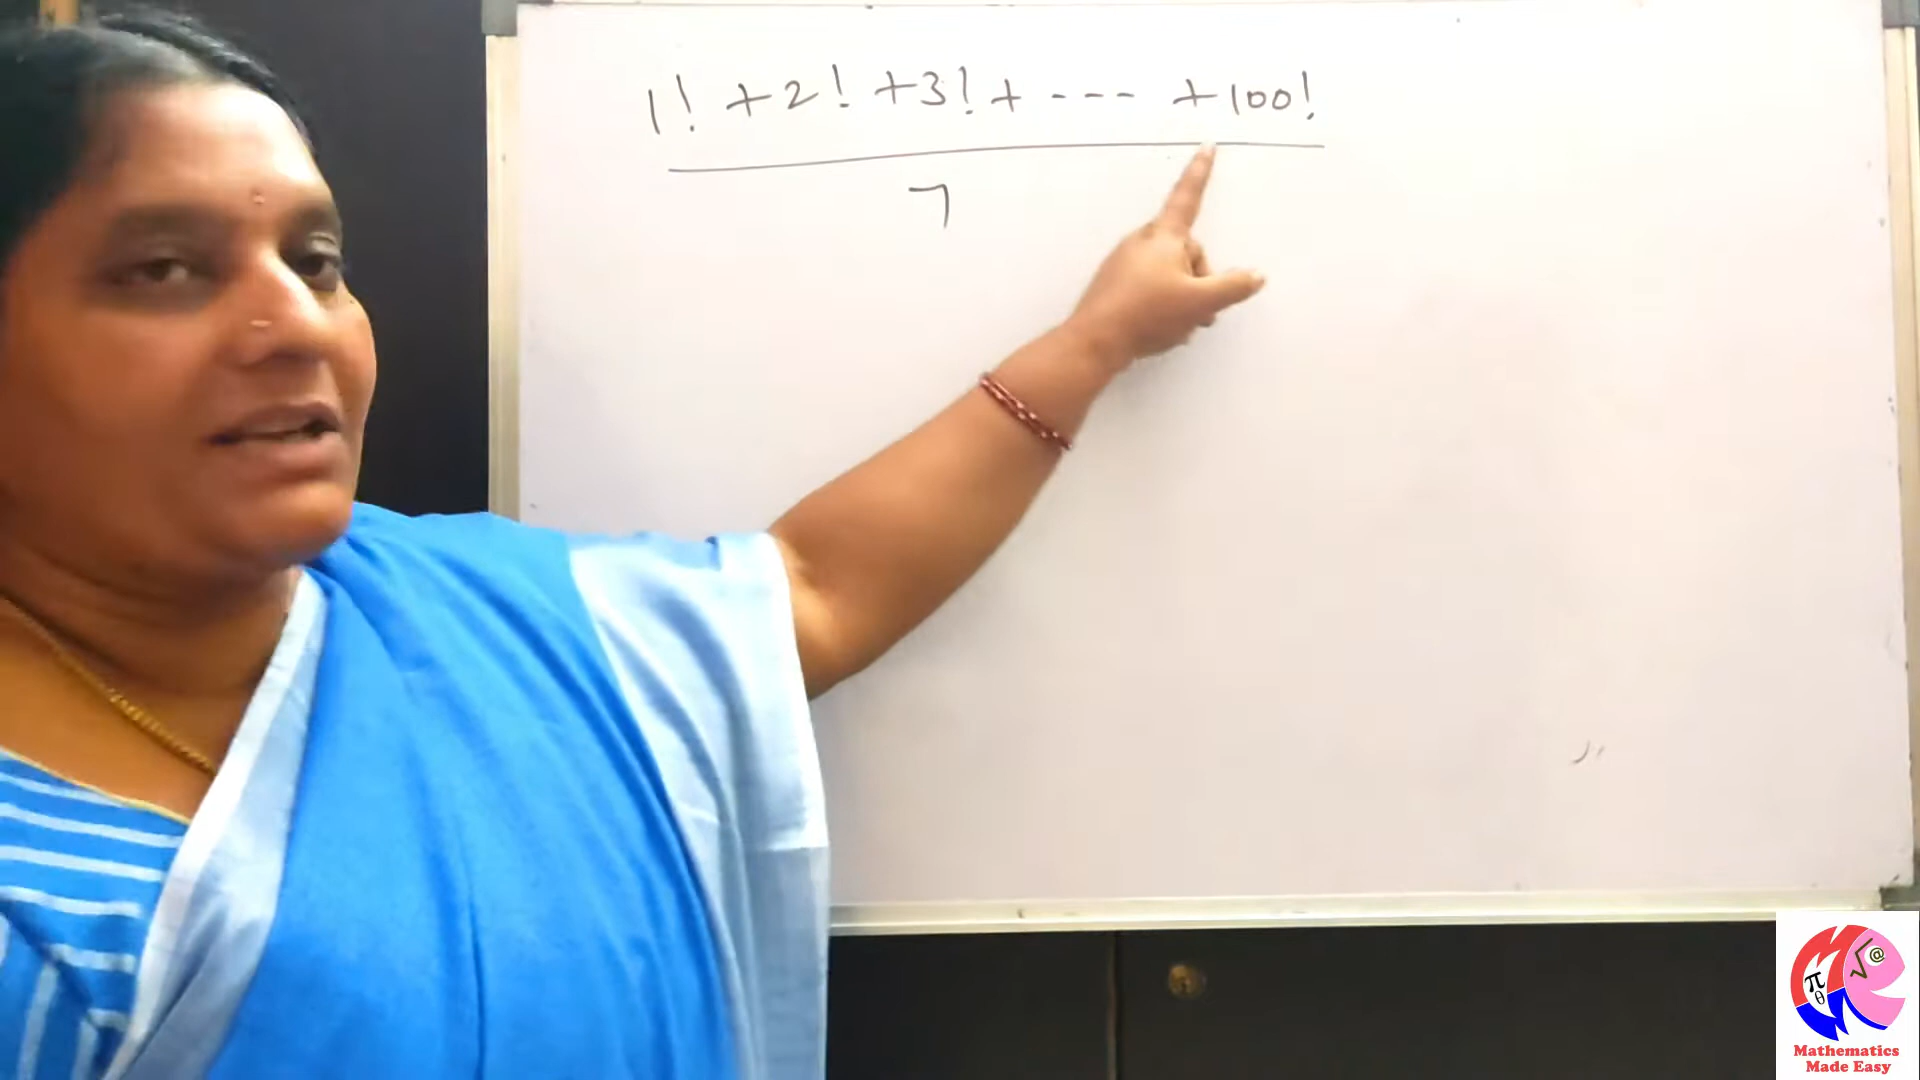 1! + 2! + 3! + --- + 100!
7
π
θ
√
@
Mathematics
Made Easy